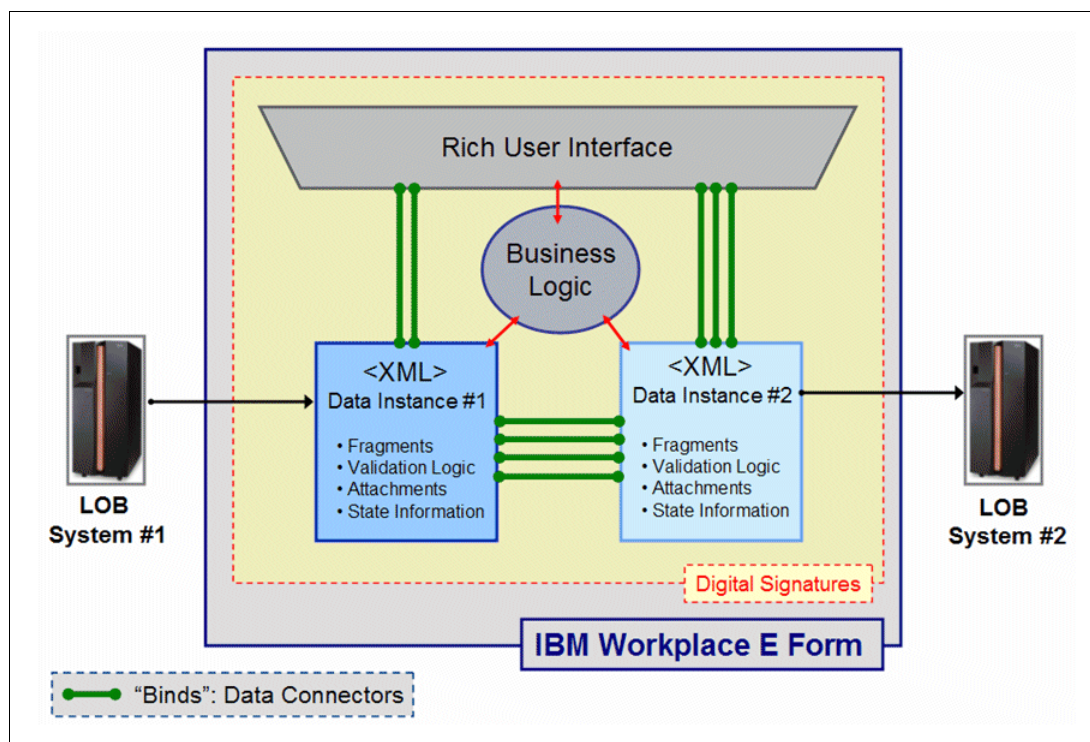 Rich User Interface
Business
Logic
<XML>
Data Instance #1
• Fragments
• Validation Logic
• Attachments
• State Information
<XML>
Data Instance #2
• Fragments
• Validation Logic
• Attachments
• State Information
LOB
System #1
LOB
System #2
Digital Signatures
IBM Workplace E Form
“Binds”: Data Connectors